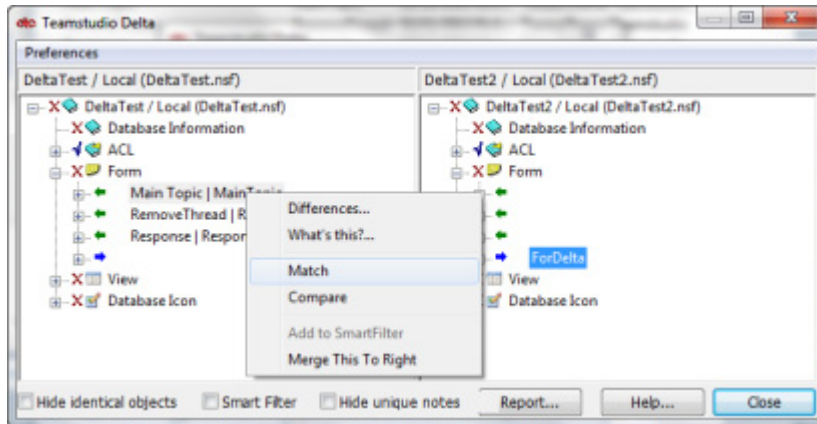 Teamstudio Delta
Preferences
DeltaTest / Local (DeltaTest.nsf)
DeltaTest2 / Local (DeltaTest2.nsf)
DeltaTest / Local (DeltaTest.nsf)
Database Information
ACL
Form
Main Topic | MainTopic
RemoveThread | R
Response | Respon
View
Database Icon
DeltaTest2 / Local (DeltaTest2.nsf)
Database Information
ACL
Form
ForDelta
View
Database Icon
Differences...
What's this?...
Match
Compare
Add to SmartFilter
Merge This To Right
Hide identical objects
Smart Filter
Hide unique notes
Report...
Help...
Close